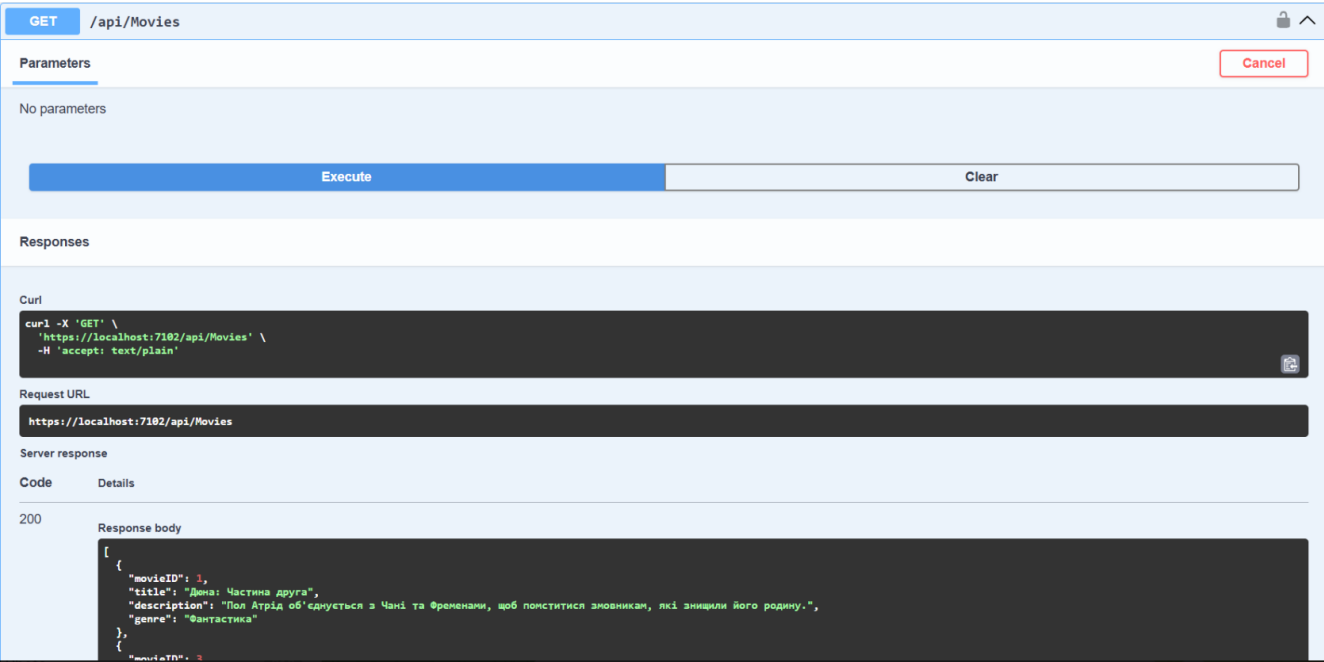 GET /api/Movies
Parameters
Cancel
No parameters
Execute
Clear
Responses
Curl
curl -X 'GET' \
'https://localhost:7102/api/Movies' \
-H 'accept: text/plain'
Request URL
https://localhost:7102/api/Movies
Server response
Code Details
200
Response body
[
{
"movieID": 1,
"title": "Дюна: Частина друга",
"description": "Пол Атрід об'єднується з Чані та Фременами, щоб помститися змовникам, які знищили його родину.",
"genre": "Фантастика"
},
{
"movieID": 3